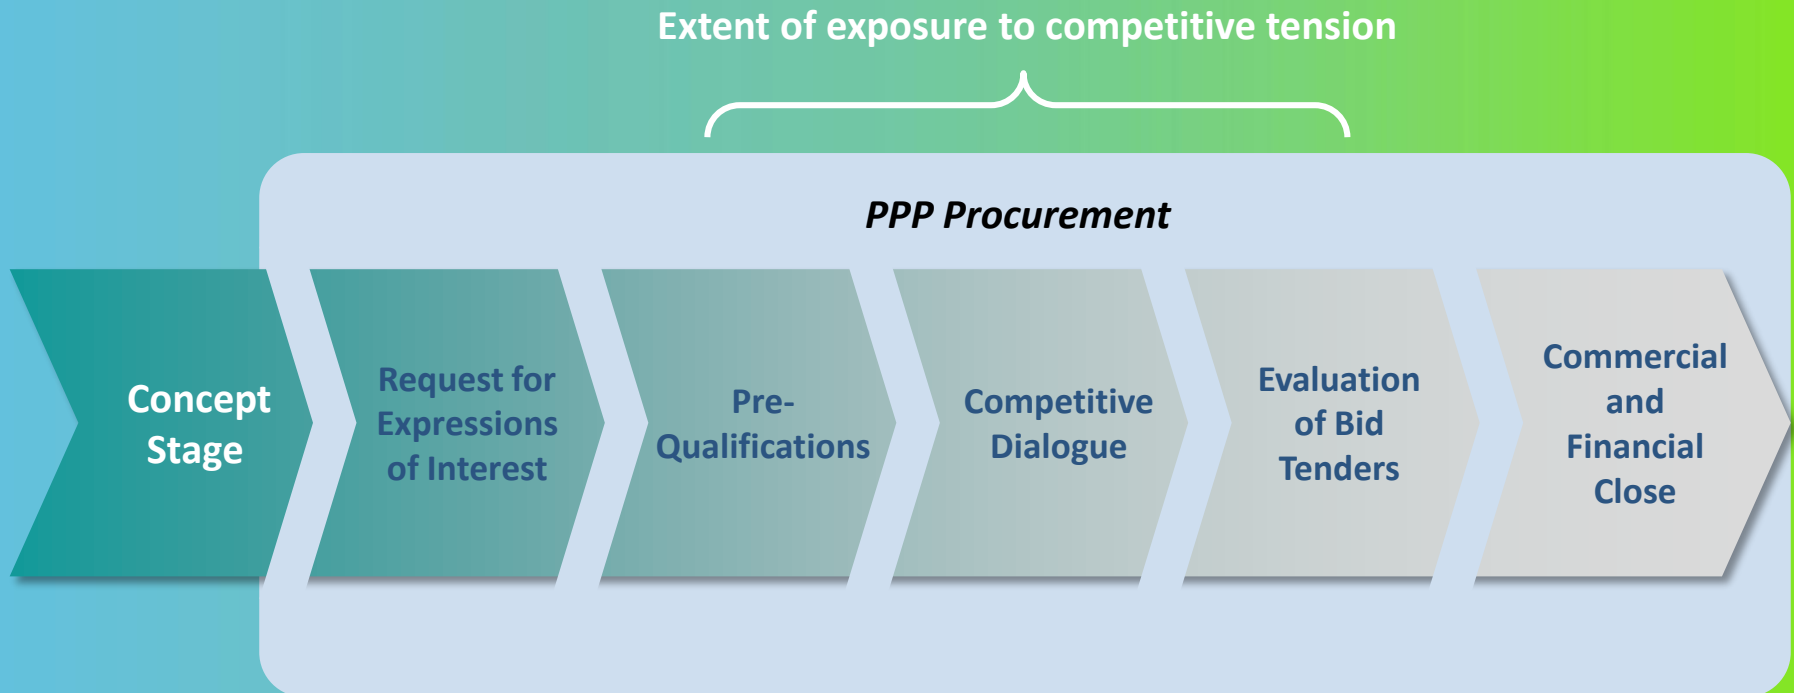 Extent of exposure to competitive tension
PPP Procurement
Concept
Stage
Request for
Expressions
of Interest
Pre-
Qualifications
Competitive
Dialogue
Evaluation
of Bid
Tenders
Commercial
and
Financial
Close